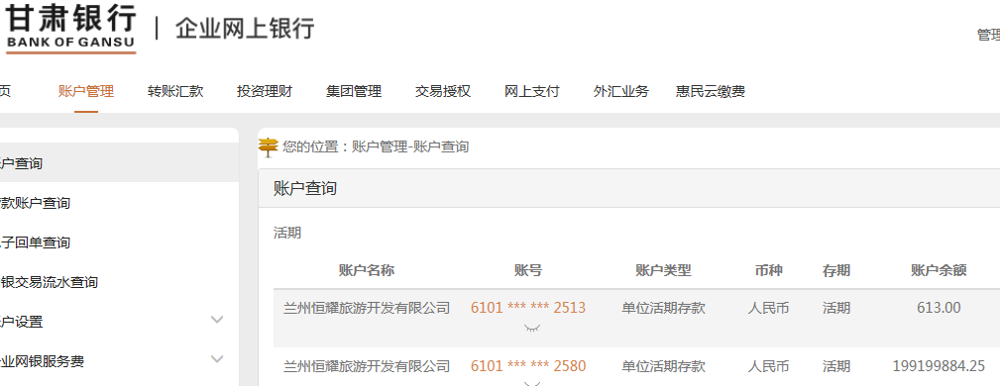 甘肃银行 | 企业网上银行
BANK OF GANSU
管理
页 账户管理 转账汇款 投资理财 集团管理 交易授权 网上支付 外汇业务 惠民云缴费
您的位置：账户管理-账户查询
户查询
账户查询
款账户查询
子回单查询
活期
账户名称 账号 账户类型 币种 存期 账户余额
银交易流水查询
兰州恒耀旅游开发有限公司 6101 *** *** 2513 单位活期存款 人民币 活期 613.00
户设置
业网银服务费
兰州恒耀旅游开发有限公司 6101 *** *** 2580 单位活期存款 人民币 活期 199199884.25